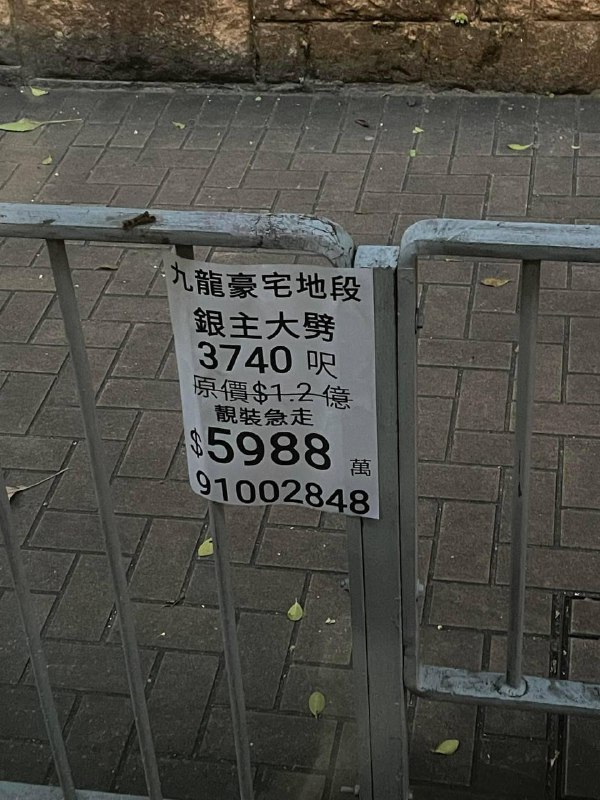 九龍豪宅地段
銀主大劈
3740 呎
原價$1.2億
靚裝急走
$5988 萬
91002848